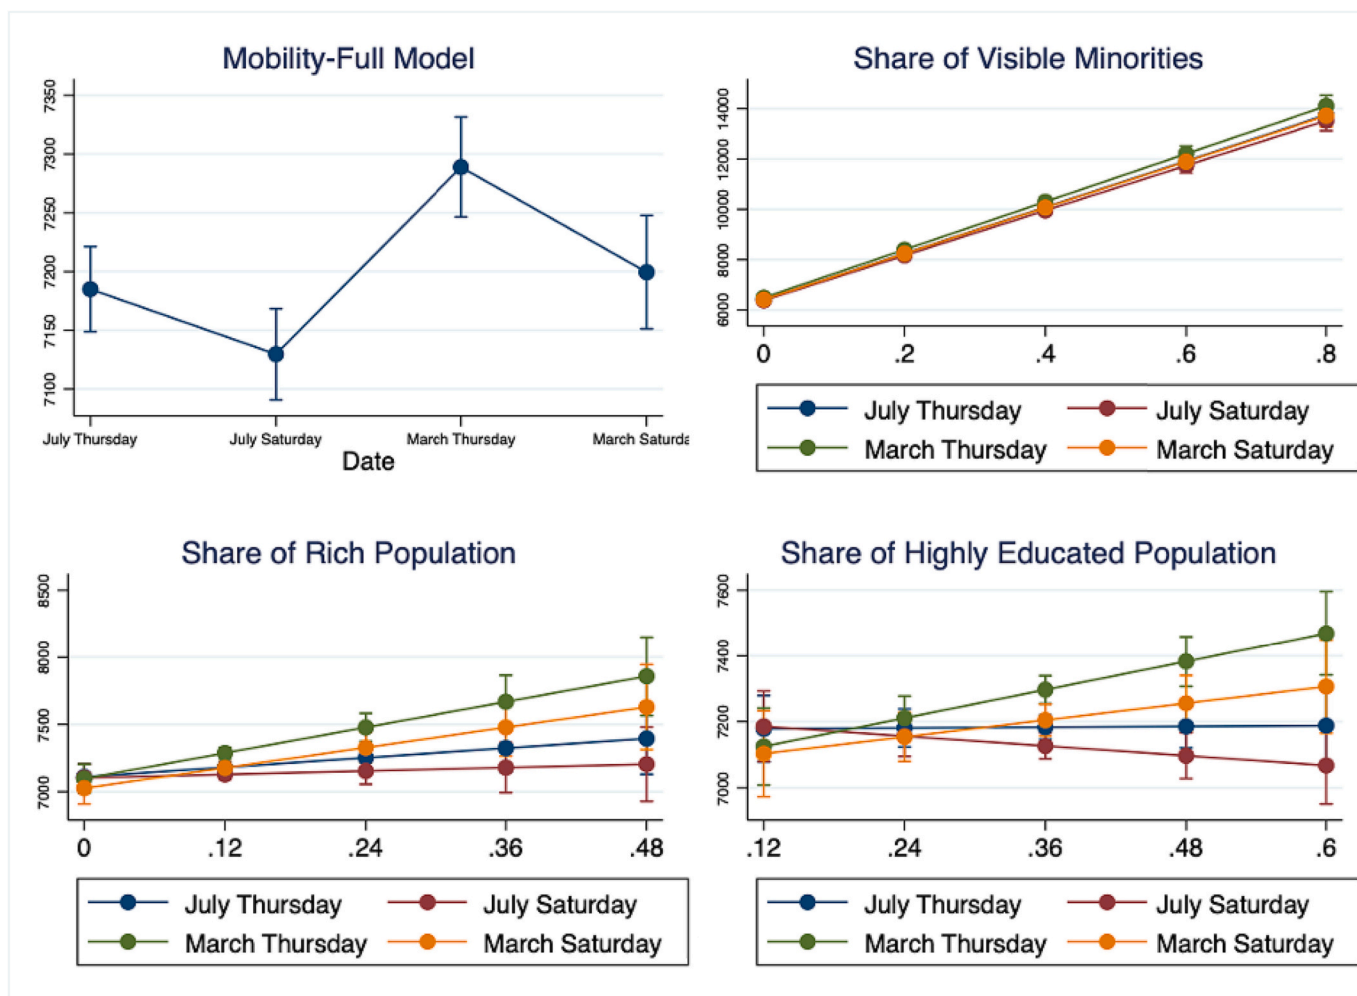 Mobility-Full Model
7350
7300
7250
7200
7150
7100
July Thursday July Saturday March Thursday March Saturda
Date
Share of Visible Minorities
14000
12000
10000
8000
6000
0 .2 .4 .6 .8
July Thursday July Saturday
March Thursday March Saturday
Share of Rich Population
8500
8000
7500
7000
0 .12 .24 .36 .48
July Thursday July Saturday
March Thursday March Saturday
Share of Highly Educated Population
7600
7400
7200
7000
.12 .24 .36 .48 .6
July Thursday July Saturday
March Thursday March Saturday